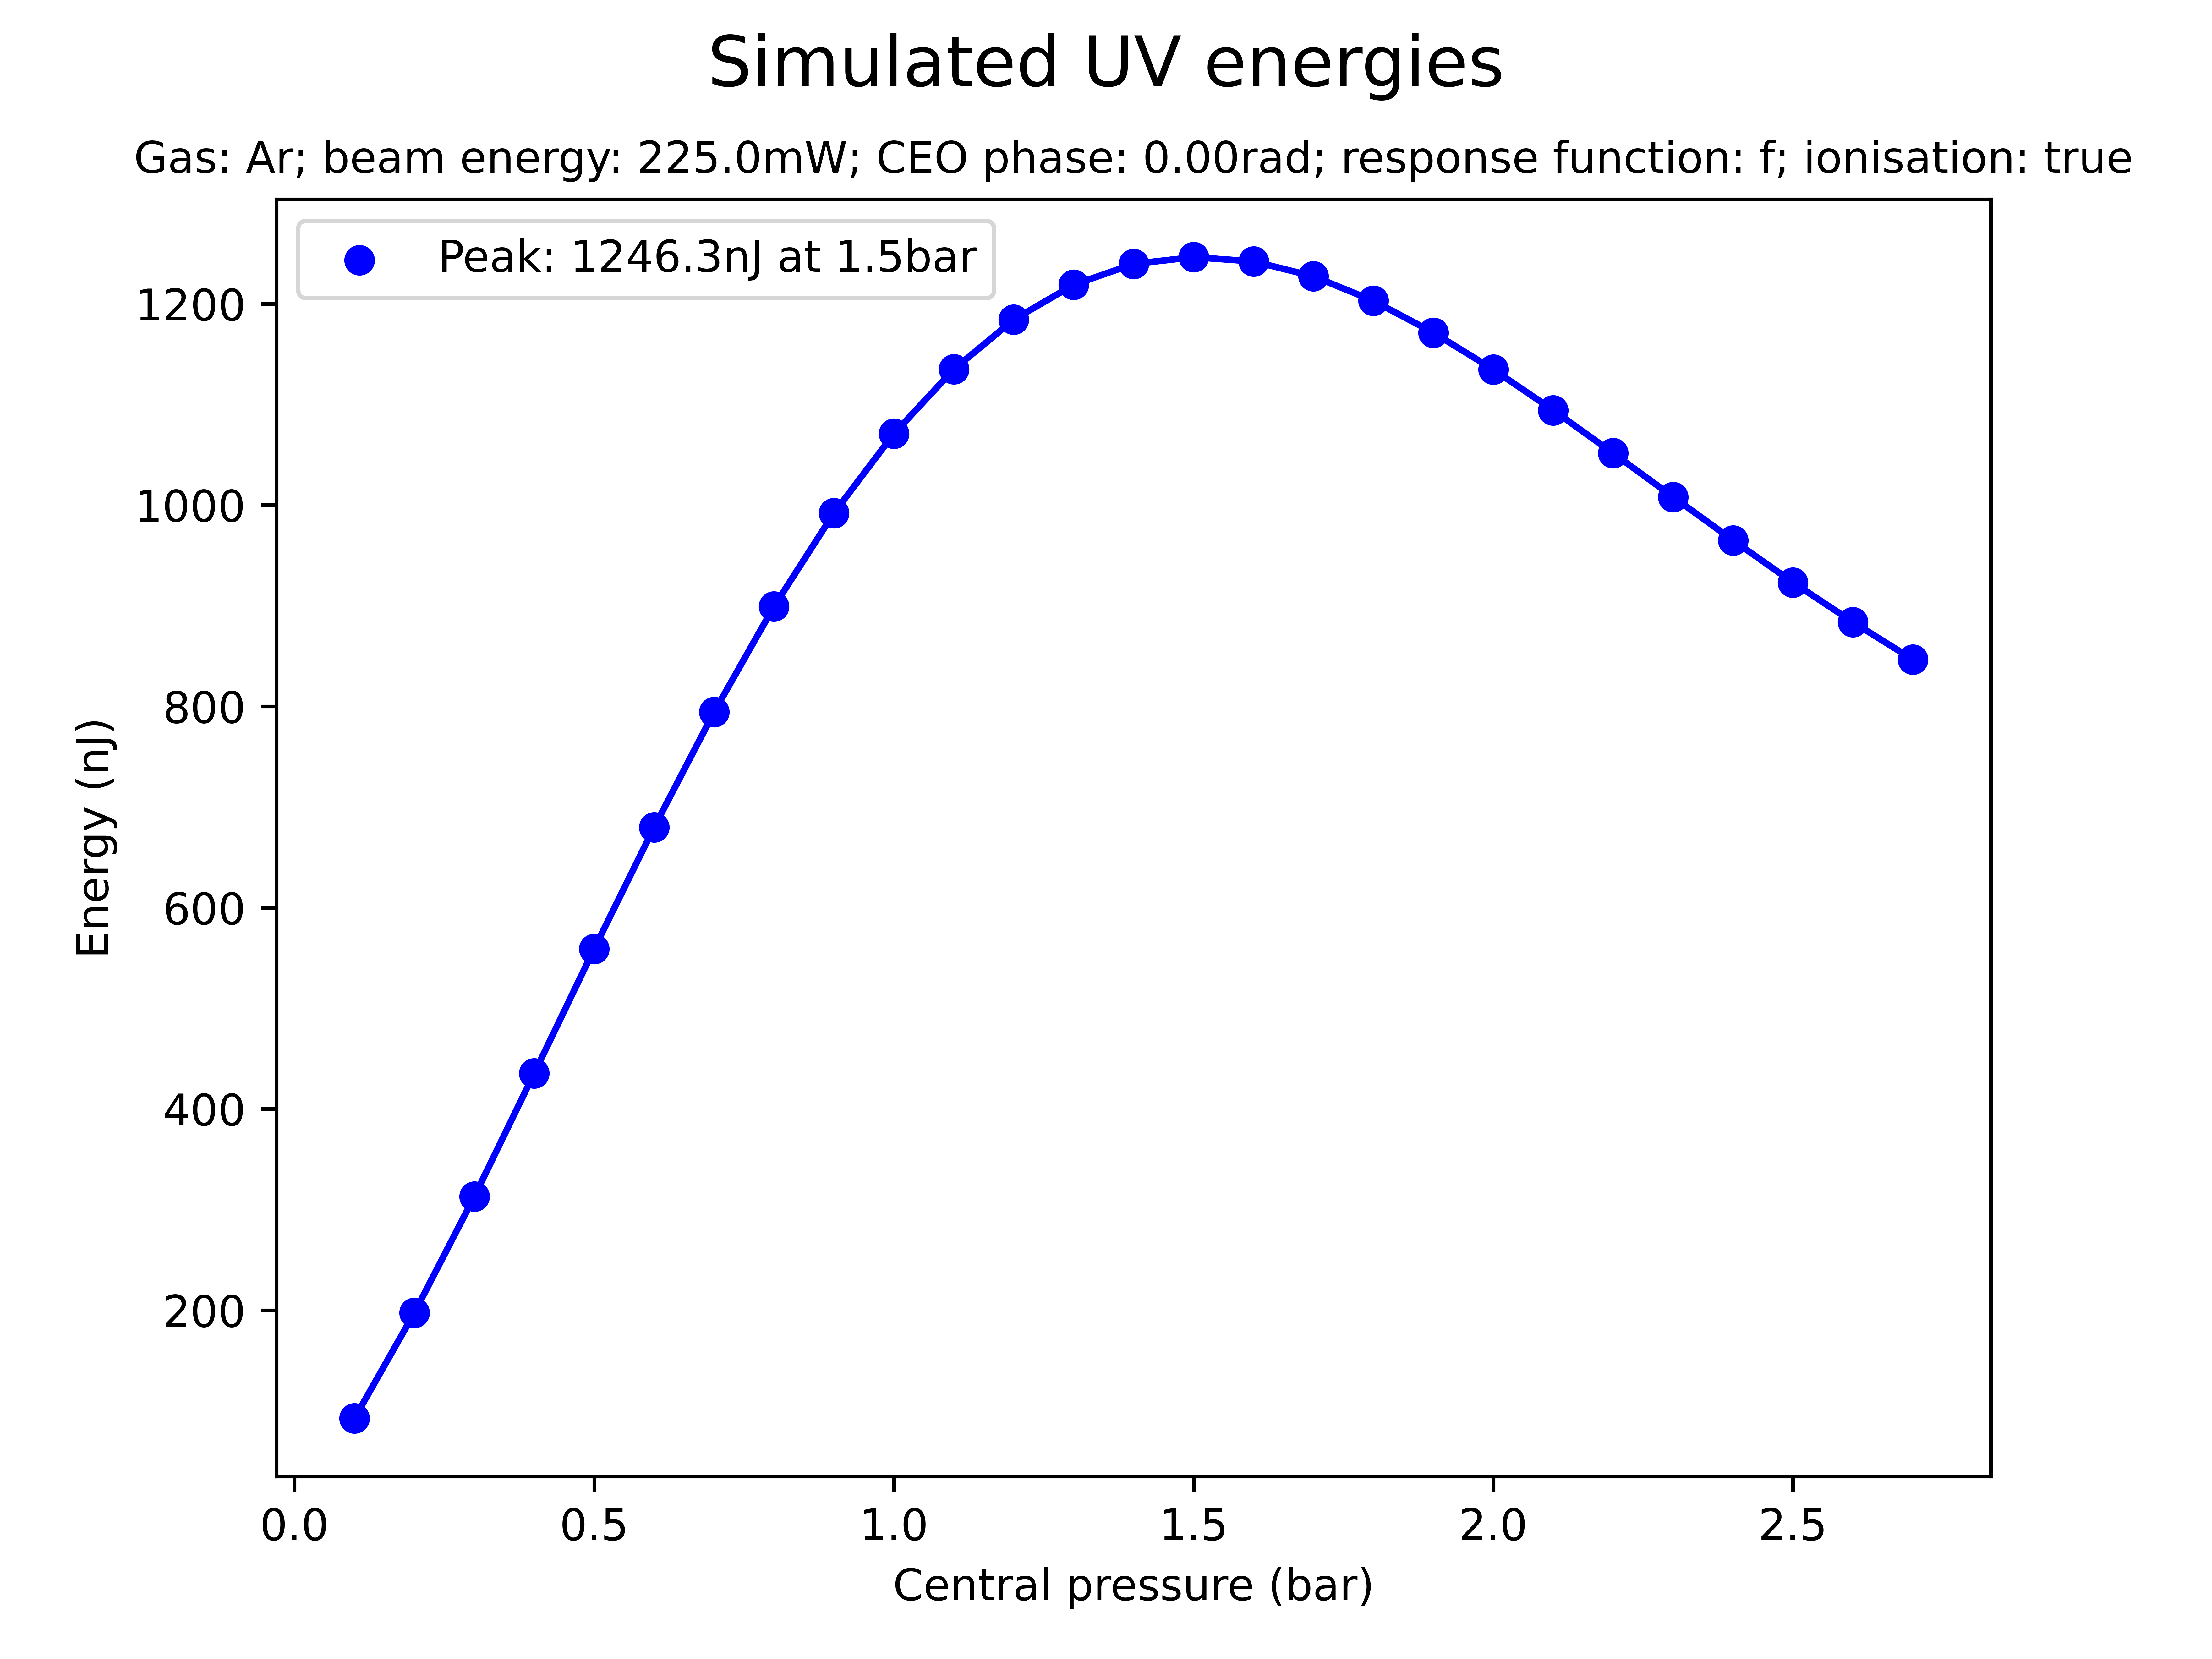 Simulated UV energies
Gas: Ar; beam energy: 225.0mW; CEO phase: 0.00rad; response function: f; ionisation: true
Peak: 1246.3nJ at 1.5bar
Energy (nJ)
1200
1000
800
600
400
200
0.0 0.5 1.0 1.5 2.0 2.5
Central pressure (bar)